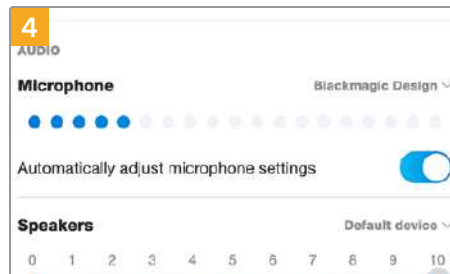 4
AUDIO
Microphone Blackmagic Design
Automatically adjust microphone settings
Speakers Default device
0 1 2 3 4 5 6 7 8 9 10